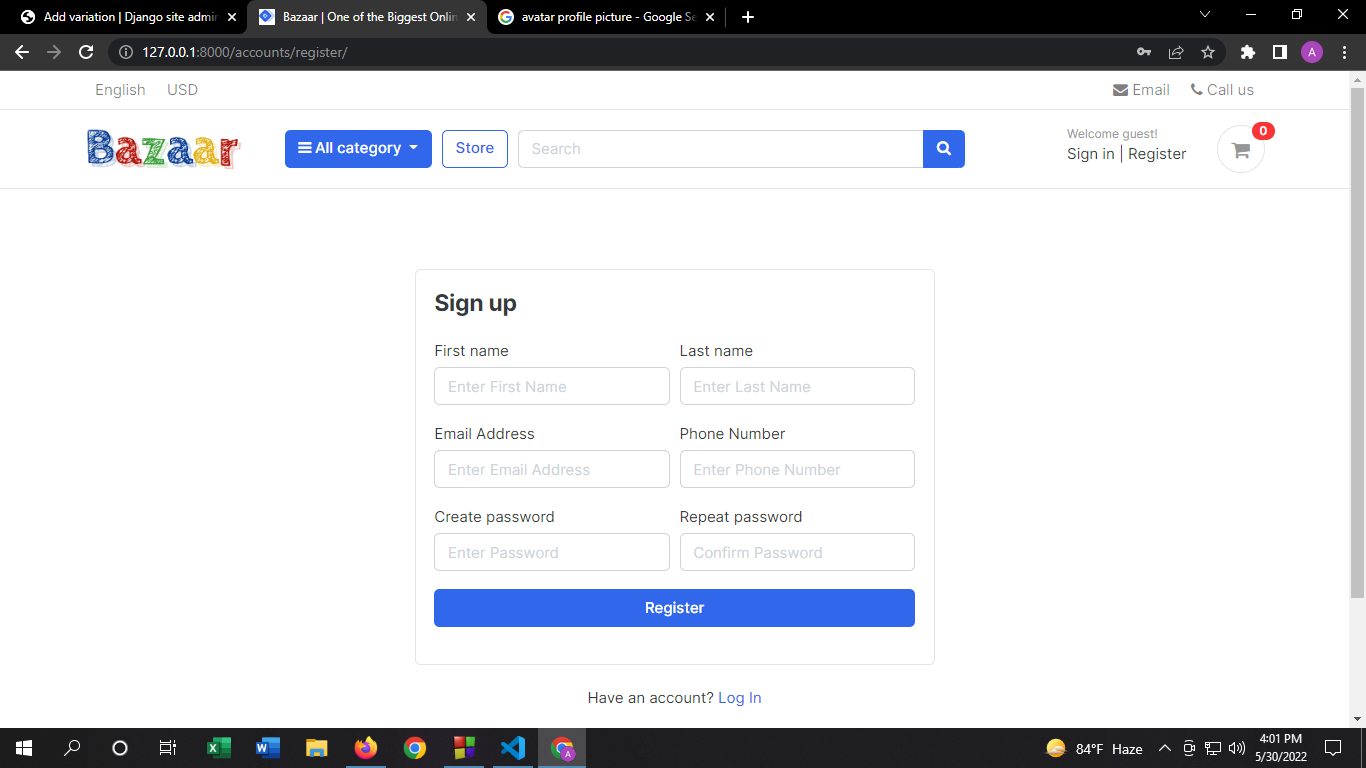 Add variation | Django site admin
Bazaar | One of the Biggest Onlin
avatar profile picture - Google Se
127.0.0.1:8000/accounts/register/
A
English USD
Email Call us
Bazaar
All category
Store
Search
Welcome guest!
Sign in | Register
0
Sign up
First name Last name
Enter First Name Enter Last Name
Email Address Phone Number
Enter Email Address Enter Phone Number
Create password Repeat password
Enter Password Confirm Password
Register
Have an account? Log In
84°F Haze
4:01 PM
5/30/2022